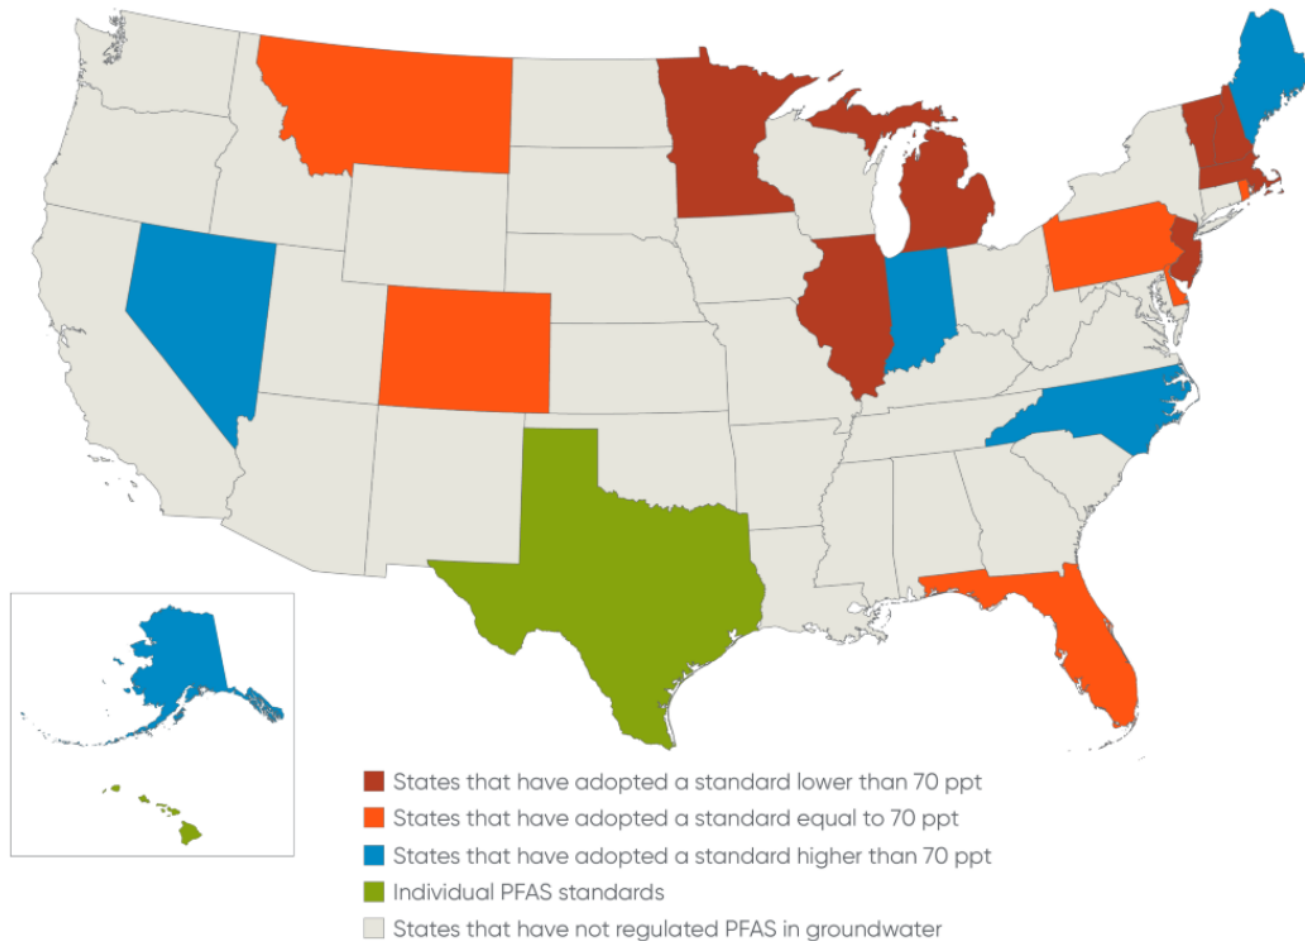 States that have adopted a standard lower than 70 ppt
States that have adopted a standard equal to 70 ppt
States that have adopted a standard higher than 70 ppt
Individual PFAS standards
States that have not regulated PFAS in groundwater